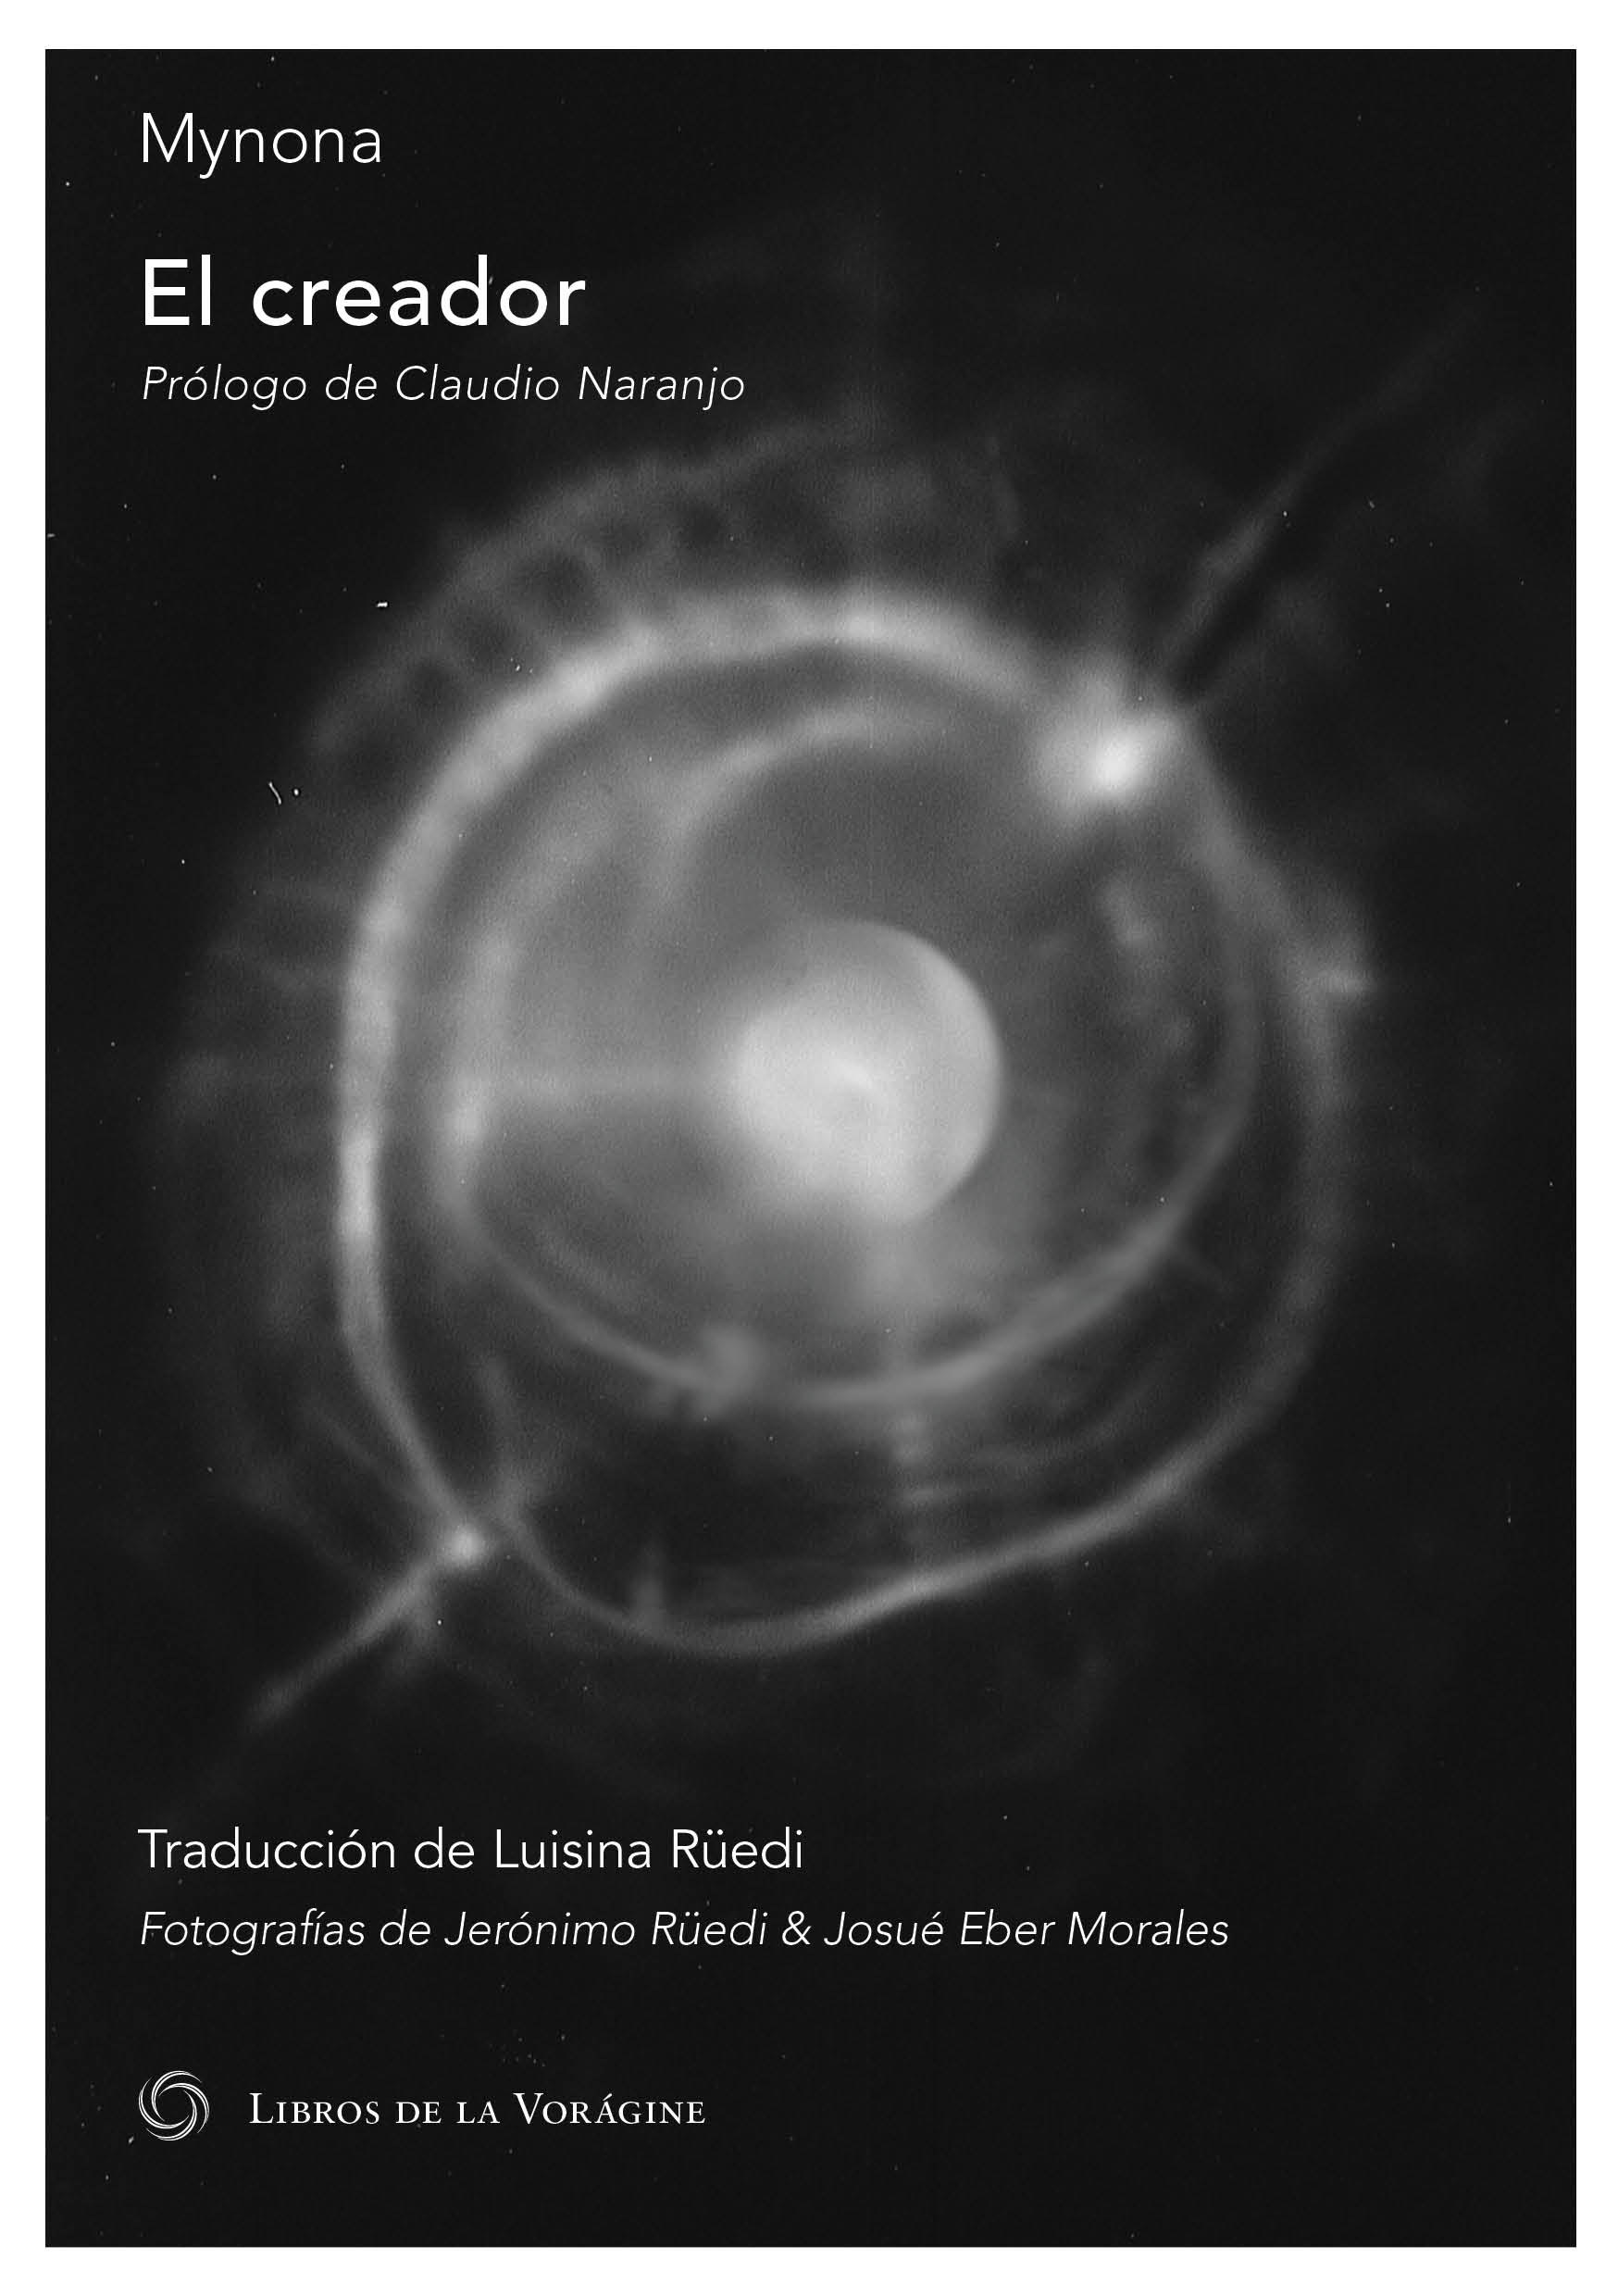 Mynona
El creador
Prólogo de Claudio Naranjo
Traducción de Luisina Rüedi
Fotografías de Jerónimo Rüedi & Josué Eber Morales
Libros de la Vorágine